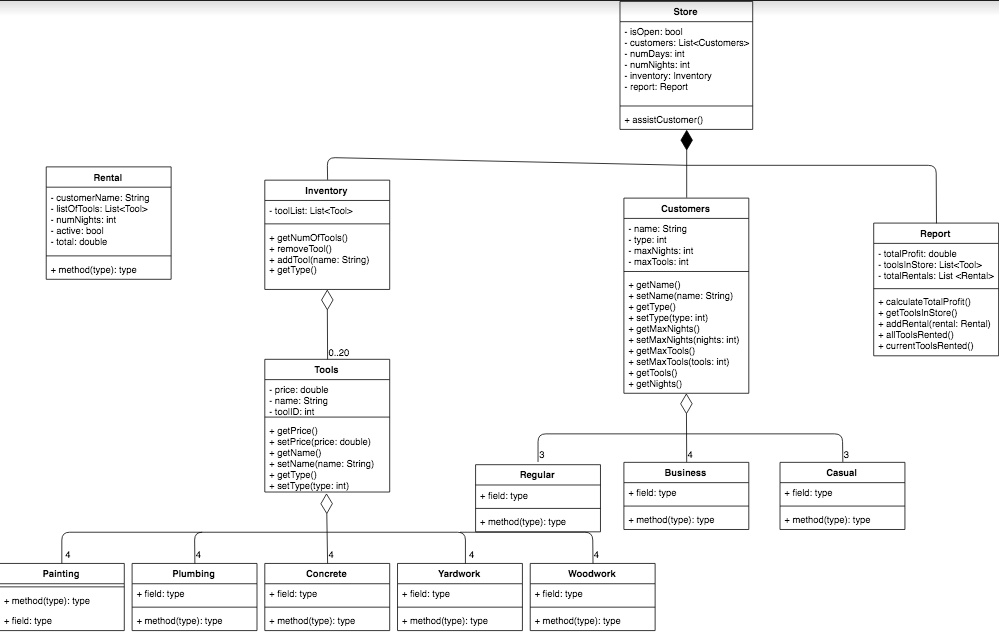 Store
- isOpen: bool
- customers: List<Customers>
- numDays: int
- numNights: int
- inventory: Inventory
- report: Report
+ assistCustomer()
Rental
- customerName: String
- listOfTools: List<Tool>
- numNights: int
- active: bool
- total: double
+ method(type): type
Inventory
- toolList: List<Tool>
+ getNumOfTools()
+ removeTool()
+ addTool(name: String)
+ getType()
Customers
- name: String
- type: int
- maxNights: int
- maxTools: int
+ getName()
+ setName(name: String)
+ getType()
+ setType(type: int)
+ getMaxNights()
+ setMaxNights(nights: int)
+ getMaxTools()
+ setMaxTools(tools: int)
+ getTools()
+ getNights()
Report
- totalProfit: double
- toolsInStore: List<Tool>
- totalRentals: List <Rental>
+ calculateTotalProfit()
+ getToolsInStore()
+ addRental(rental: Rental)
+ allToolsRented()
+ currentToolsRented()
0..20
Tools
- price: double
- name: String
- toolID: int
+ getPrice()
+ setPrice(price: double)
+ getName()
+ setName(name: String)
+ getType()
+ setType(type: int)
3
Regular
+ field: type
+ method(type): type
4
Business
+ field: type
+ method(type): type
3
Casual
+ field: type
+ method(type): type
4
Painting
+ method(type): type
+ field: type
4
Plumbing
+ field: type
+ method(type): type
4
Concrete
+ field: type
+ method(type): type
4
Yardwork
+ field: type
+ method(type): type
4
Woodwork
+ field: type
+ method(type): type